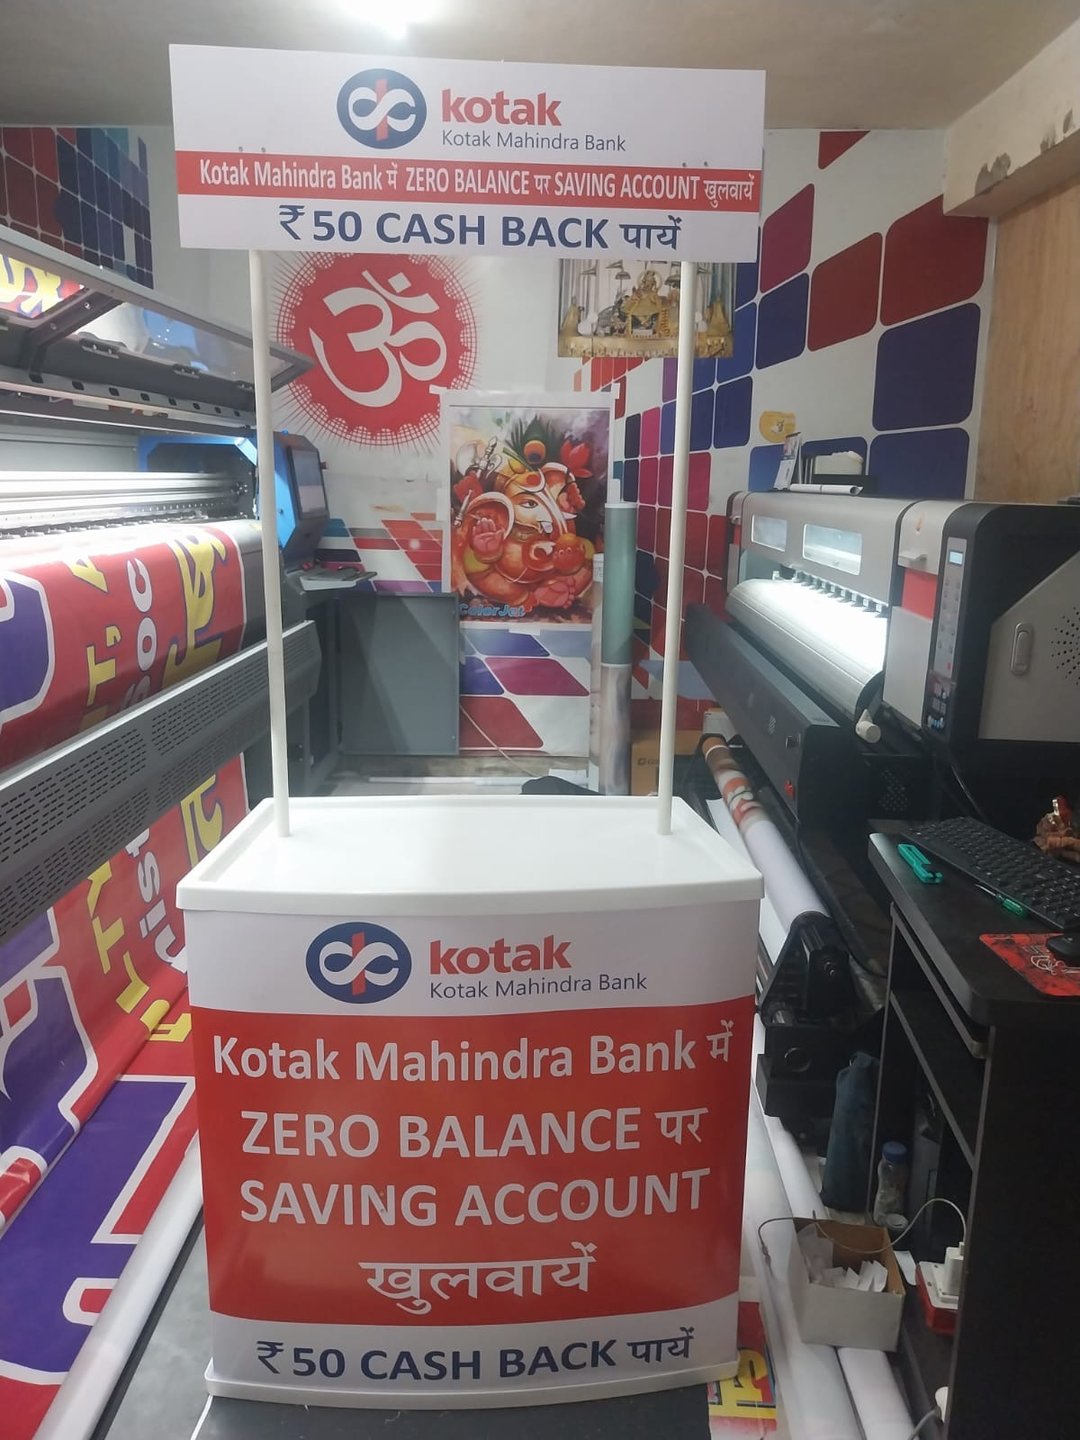 kotak
Kotak Mahindra Bank
Kotak Mahindra Bank में ZERO BALANCE पर SAVING ACCOUNT खुलवायें
₹50 CASH BACK पायें
ॐ
ColorJet
kotak
Kotak Mahindra Bank
Kotak Mahindra Bank में
ZERO BALANCE पर
SAVING ACCOUNT
खुलवायें
₹50 CASH BACK पायें